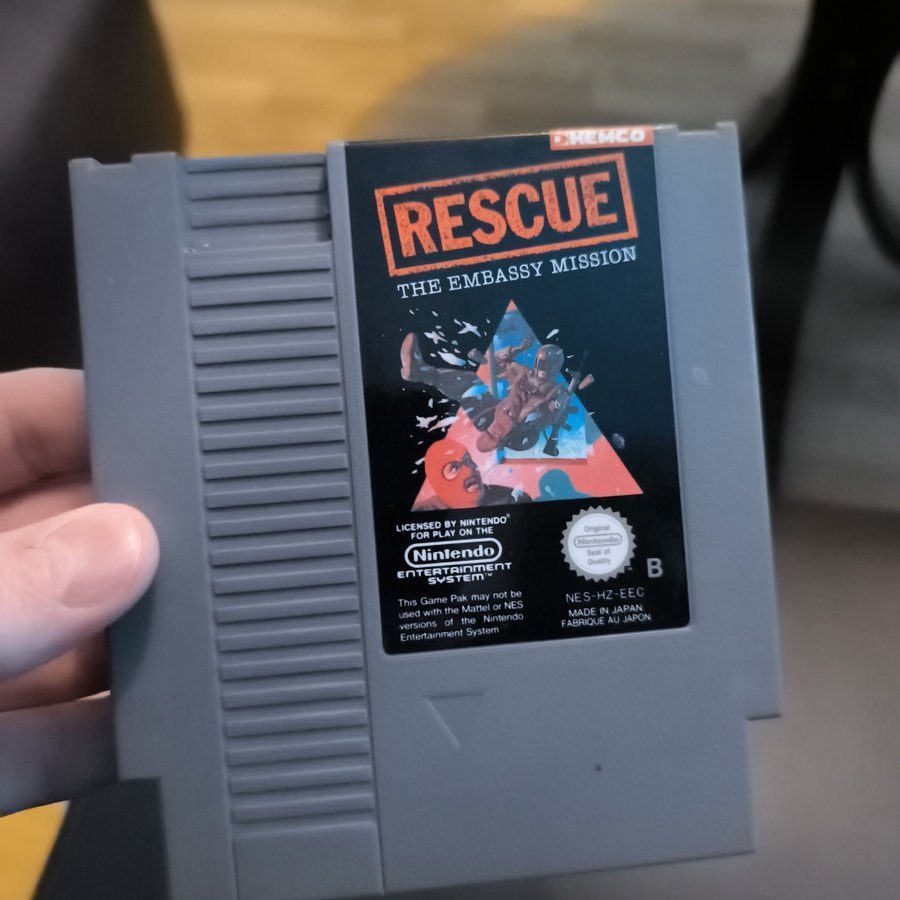 KEMCO
RESCUE
THE EMBASSY MISSION
LICENSED BY NINTENDO®
FOR PLAY ON THE
Nintendo
ENTERTAINMENT
SYSTEM™
This Game Pak may not be
used with the Mattel or NES
versions of the Nintendo
Entertainment System
Original
Nintendo
Seal of
Quality
B
NES-HZ-EEC
MADE IN JAPAN
FABRIQUE AU JAPON